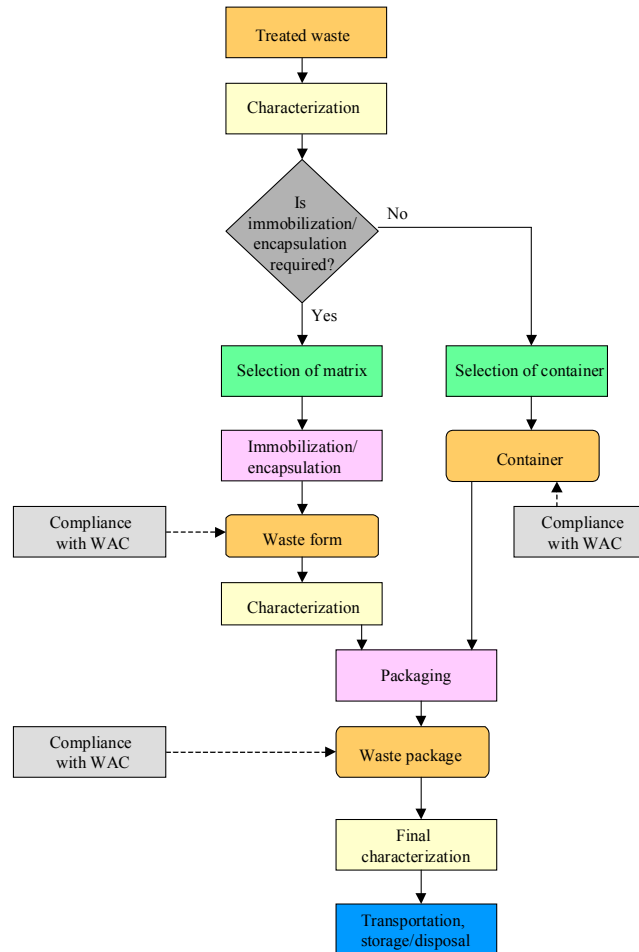 Treated waste
Characterization
Is
immobilization/
encapsulation
required?
No
Yes
Selection of matrix
Selection of container
Immobilization/
encapsulation
Container
Compliance
with WAC
Waste form
Compliance
with WAC
Characterization
Packaging
Compliance
with WAC
Waste package
Final
characterization
Transportation,
storage/disposal